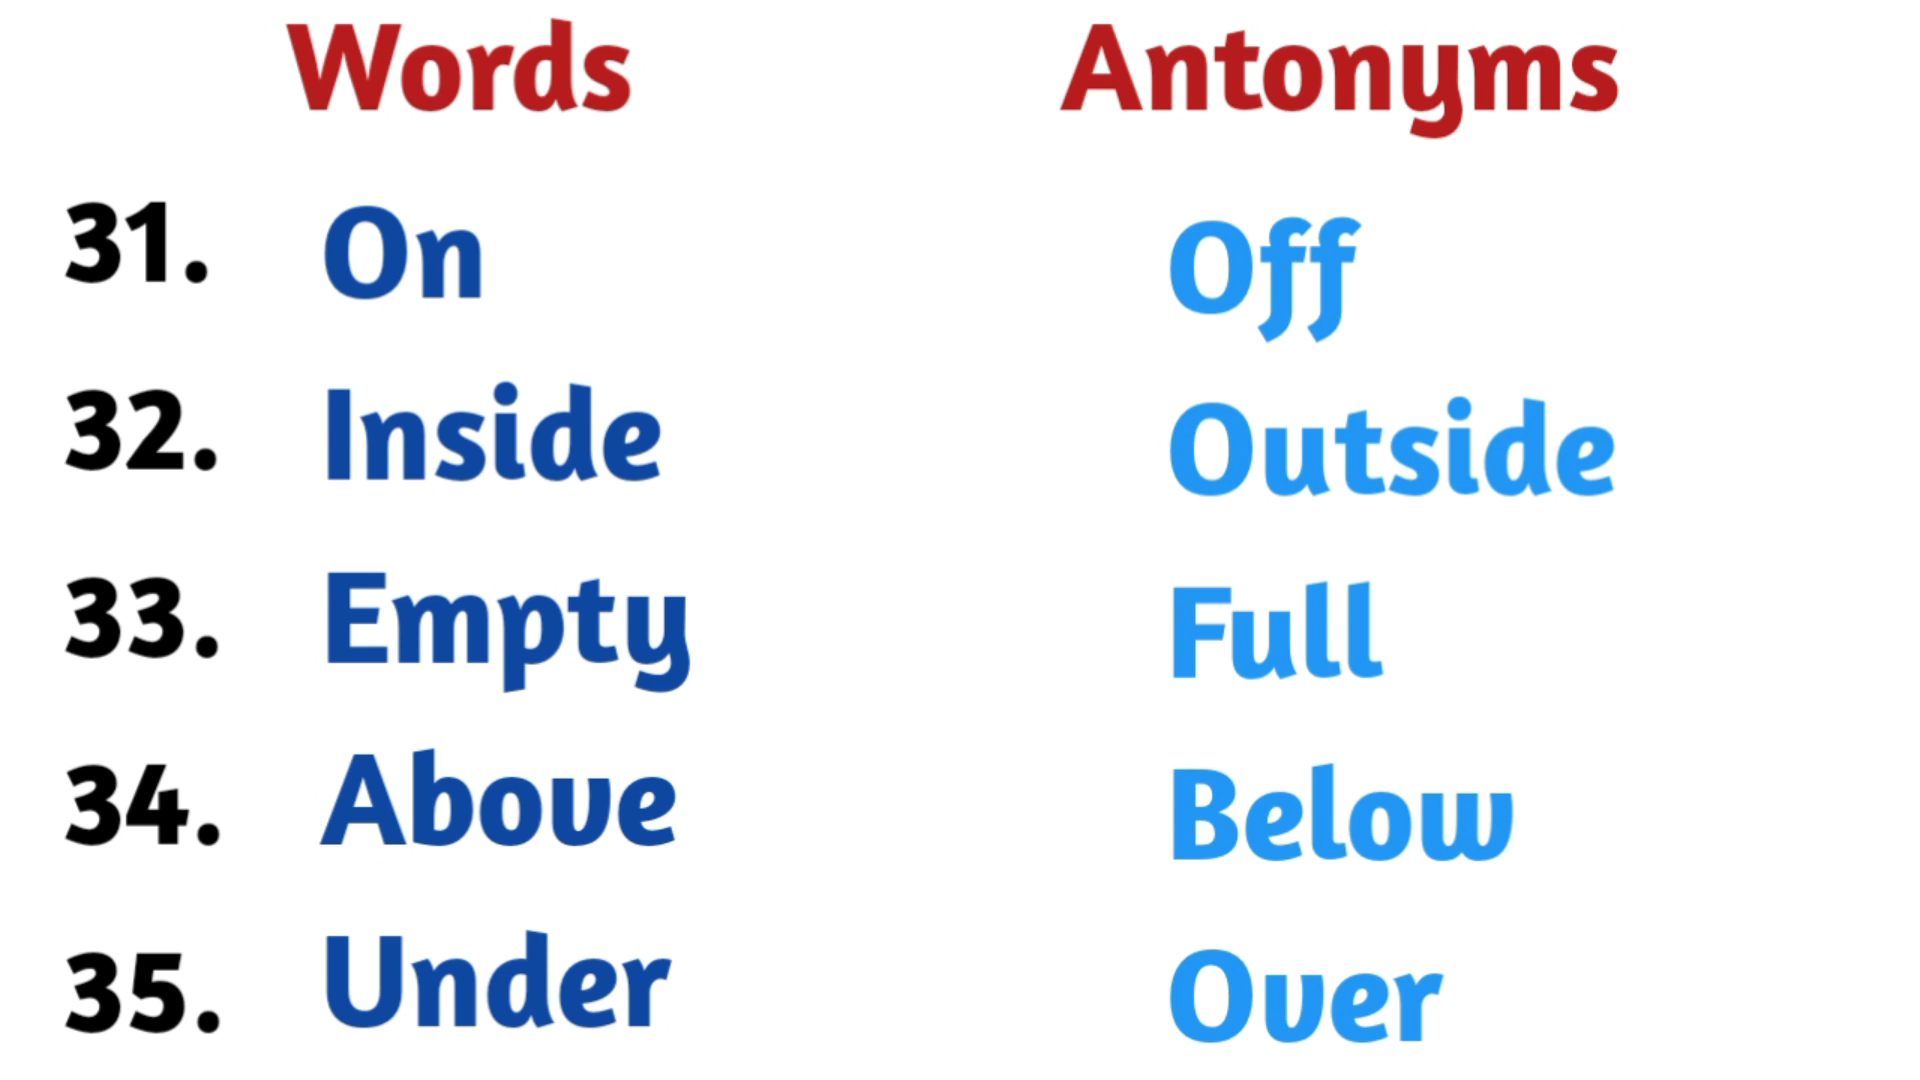 Words Antonyms
31. On Off
32. Inside Outside
33. Empty Full
34. Above Below
35. Under Over